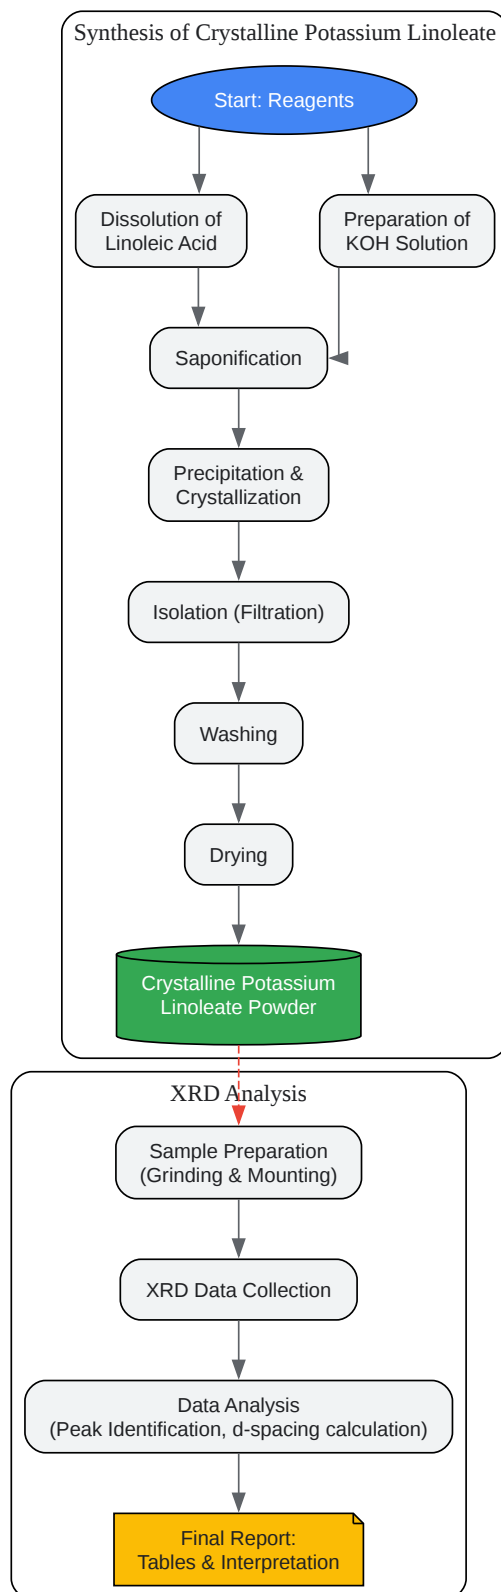 Synthesis of Crystalline Potassium Linoleate
Start: Reagents
Dissolution of
Linoleic Acid
Preparation of
KOH Solution
Saponification
Precipitation &
Crystallization
Isolation (Filtration)
Washing
Drying
Crystalline Potassium
Linoleate Powder
XRD Analysis
Sample Preparation
(Grinding & Mounting)
XRD Data Collection
Data Analysis
(Peak Identification, d-spacing calculation)
Final Report:
Tables & Interpretation